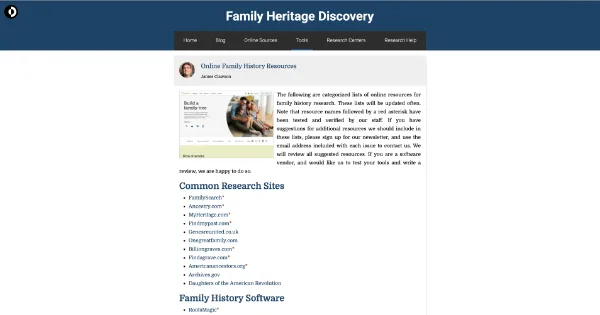 Family Heritage Discovery
Home Blog Online Sources Tools Research Centers Research Help
Online Family History Resources
James Clawson
Build a
family tree
The following are categorized lists of online resources for
family history research. These lists will be updated often.
Note that resource names followed by a red asterisk have
been tested and verified by our staff. If you have
suggestions for additional resources we should include in
these lists, please sign up for our newsletter, and use the
email address included with each issue to contact us. We
will review all suggested resources. If you are a software
vendor, and would like us to test your tools and write a
review, we are happy to do so.
Common Research Sites
FamilySearch*
Ancestry.com*
MyHeritage.com*
Findmypast.com*
Genesreunited.co.uk
Onegreatfamily.com
Billiongraves.com*
Findagrave.com*
Americanancestors.org*
Archives.gov
Daughters of the American Revolution
Family History Software
RootsMagic*